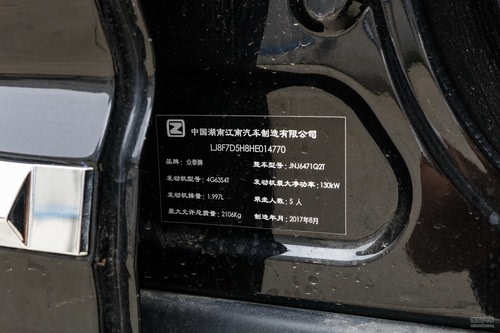 Z 中国湖南江南汽车制造有限公司
LJ8F7D5H8HE014770
品牌：众泰牌 整车型号：JNJ6471Q2T
发动机型号：4G63S4T 发动机最大净功率：130kW
发动机排量：1.997L 乘坐人数：5 人
最大允许总质量：2106Kg 制造年月：2017年8月